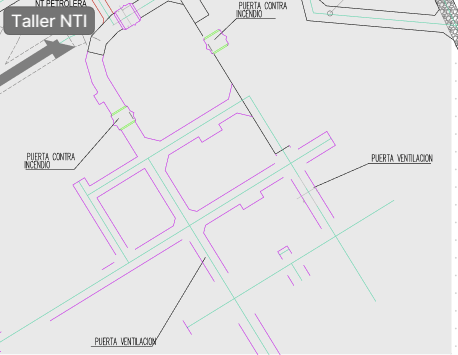 NT.PETROLERA
Taller NTI
PUERTA CONTRA
INCENDIO
PUERTA CONTRA
INCENDIO
PUERTA VENTILACION
PUERTA VENTILACION